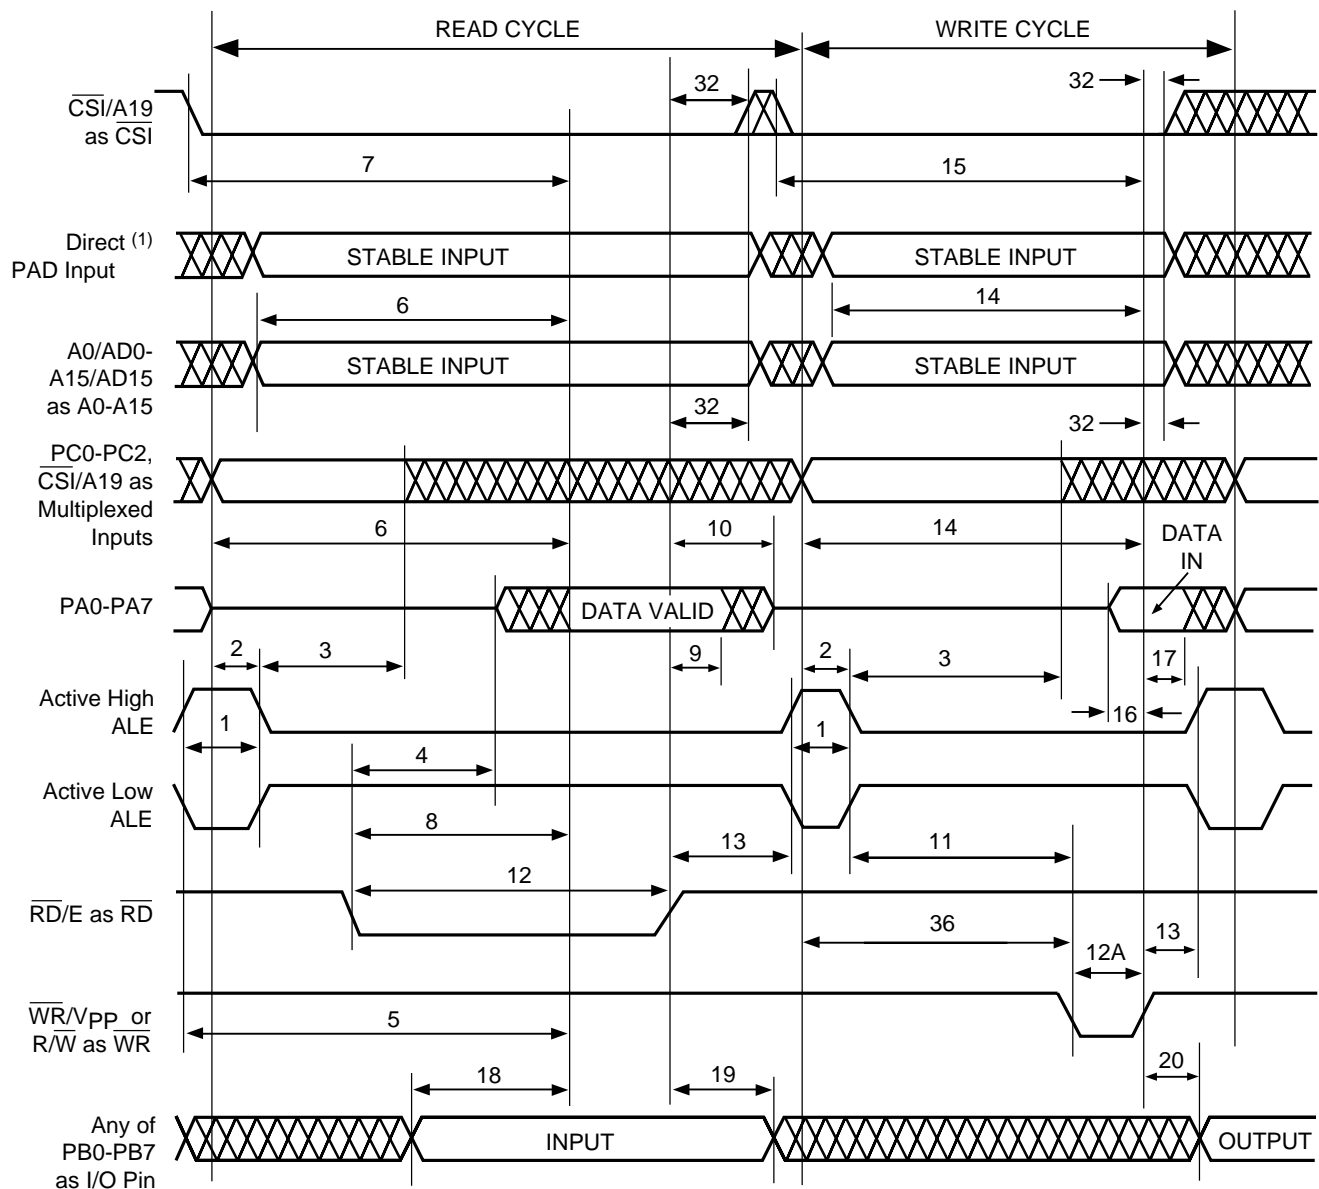 READ CYCLE
WRITE CYCLE
32
32
CSI/A19
as CSI
7
15
Direct (1)
PAD Input
STABLE INPUT
STABLE INPUT
6
14
A0/AD0-
A15/AD15
as A0-A15
STABLE INPUT
STABLE INPUT
32
32
PC0-PC2,
CSI/A19 as
Multiplexed
Inputs
6
10
14
DATA
IN
PA0-PA7
DATA VALID
2
3
9
2
3
17
Active High
ALE
1
1
16
4
Active Low
ALE
8
13
11
12
RD/E as RD
36
12A
13
WR/VPP or
R/W as WR
5
18
19
20
Any of
PB0-PB7
as I/O Pin
INPUT
OUTPUT